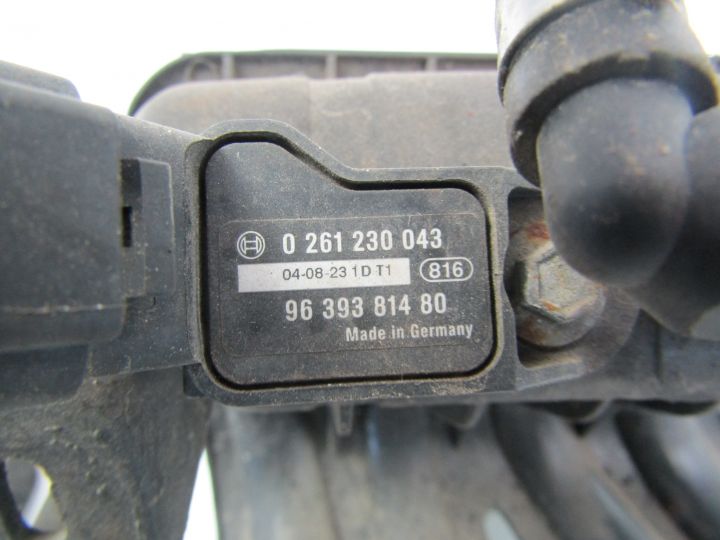 0 261 230 043
04-08-23 1D T1 816
96 393 814 80
Made in Germany